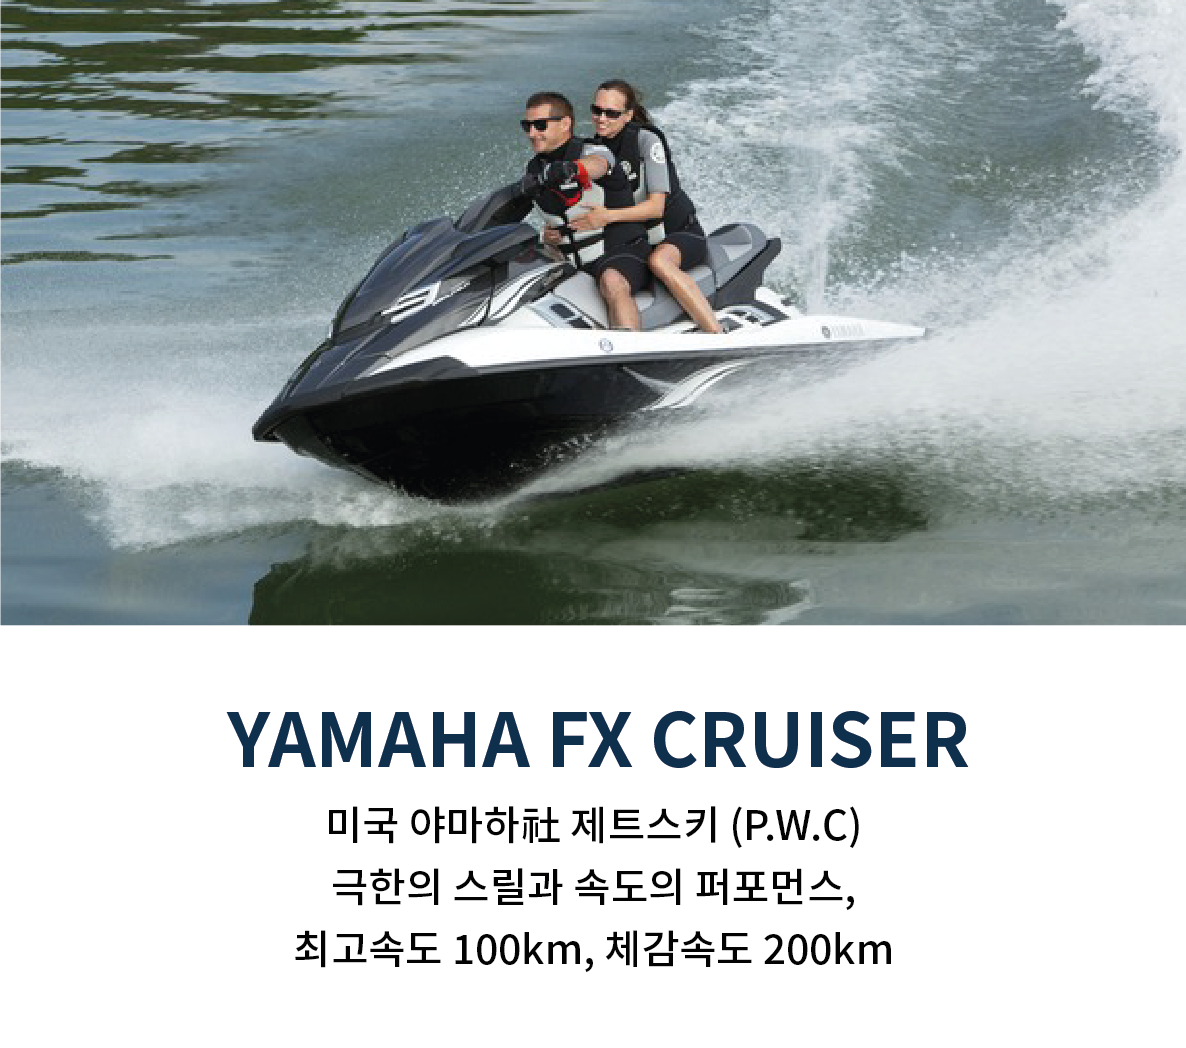 YAMAHA
YAMAHA FX CRUISER
미국 야마하社 제트스키 (P.W.C)
극한의 스릴과 속도의 퍼포먼스,
최고속도 100km, 체감속도 200km